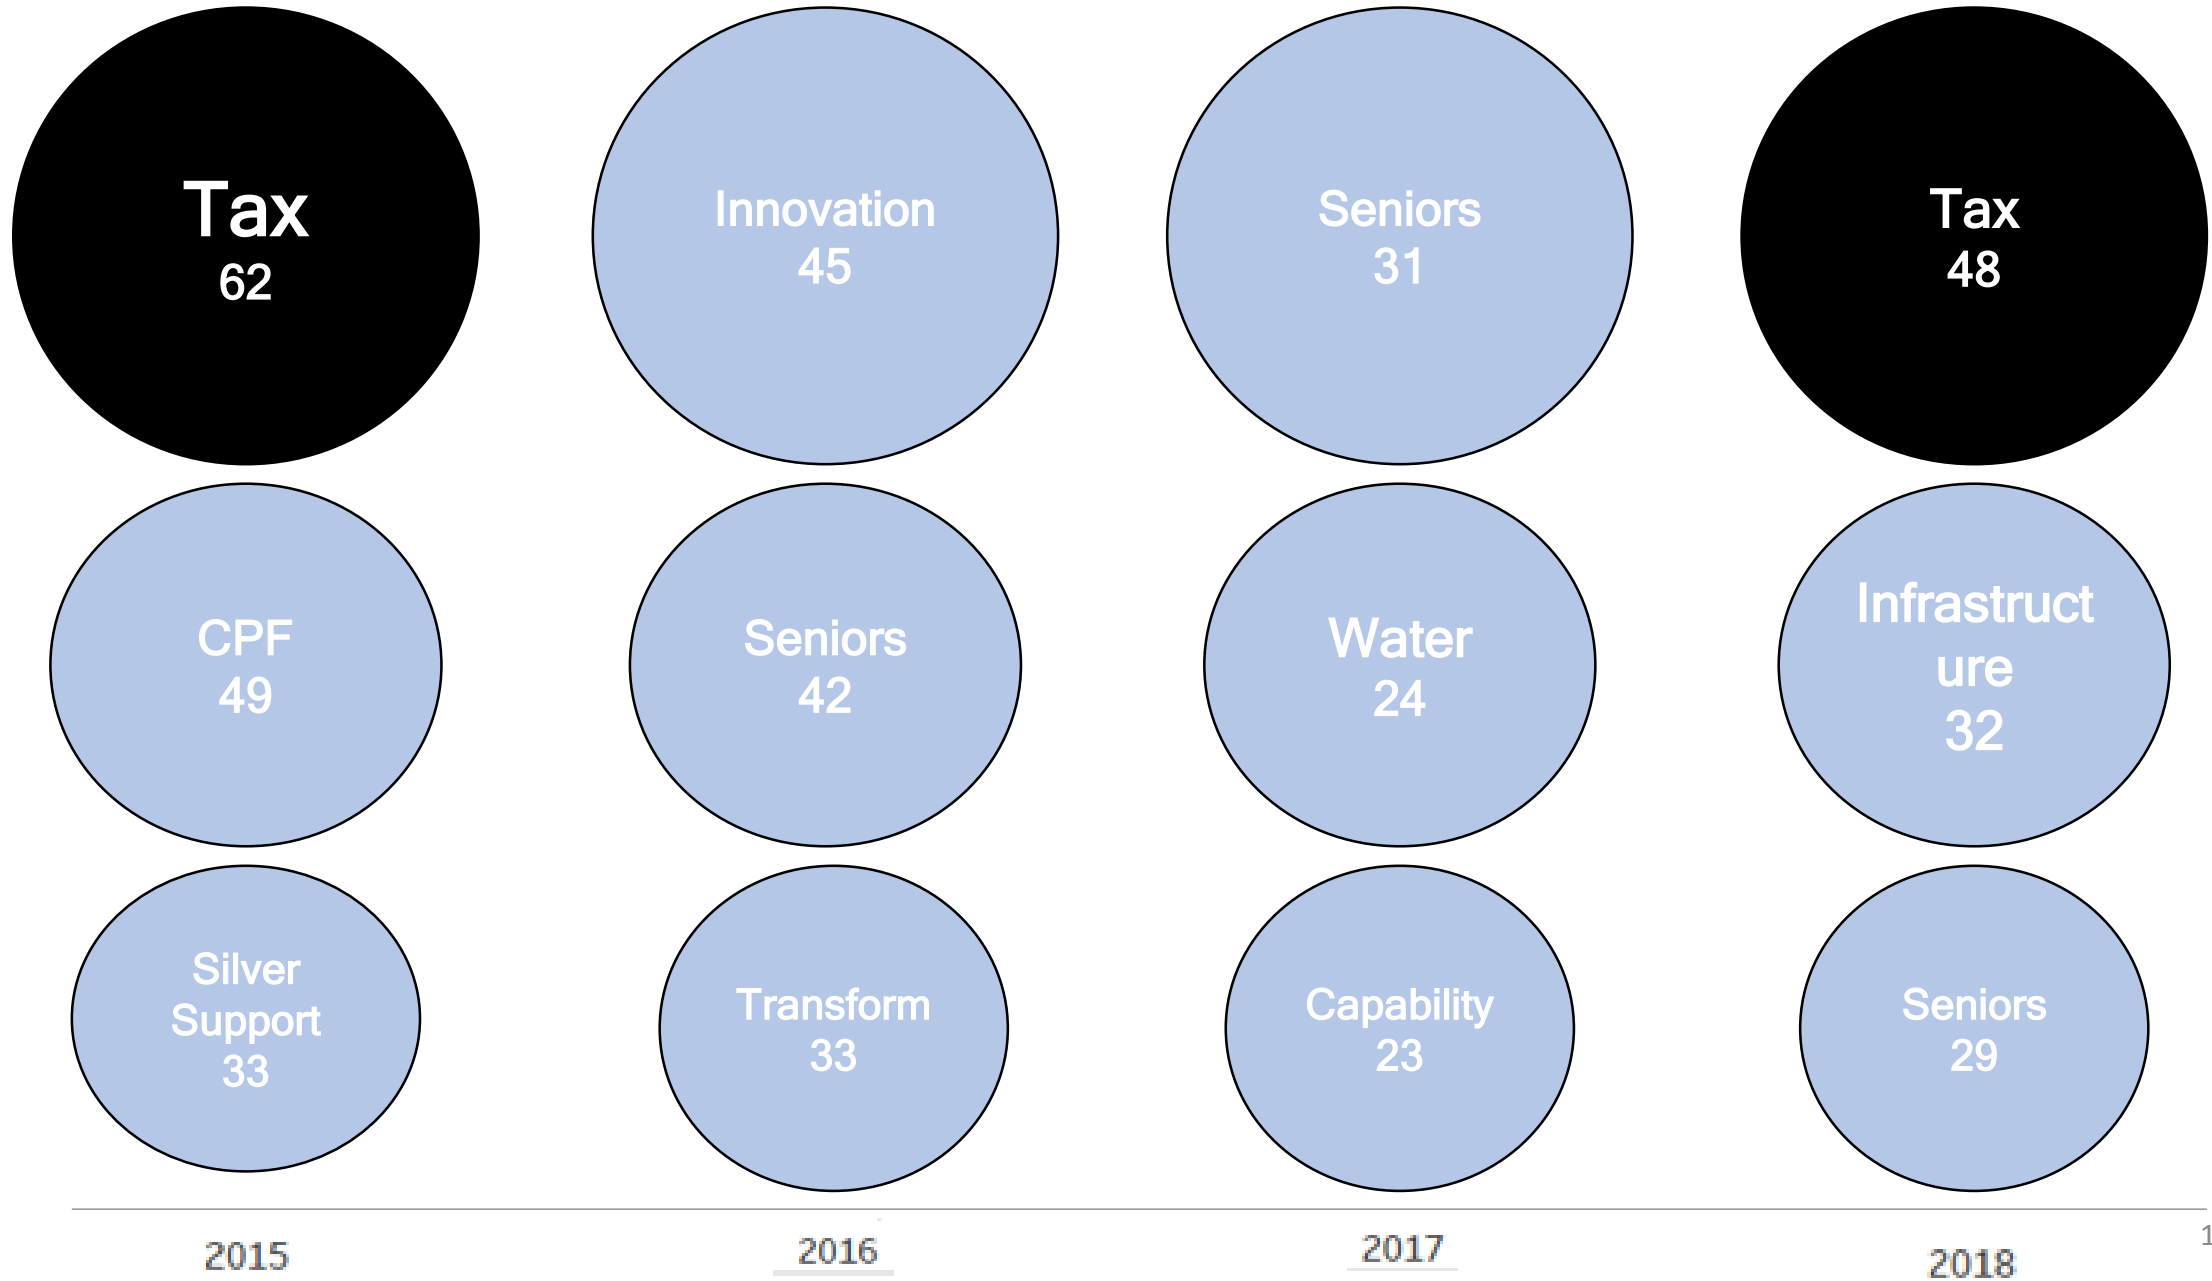 Tax
62
Innovation
45
Seniors
31
Tax
48
CPF
49
Seniors
42
Water
24
Infrastruct
ure
32
Silver
Support
33
Transform
33
Capability
23
Seniors
29
2015
2016
2017
2018
1